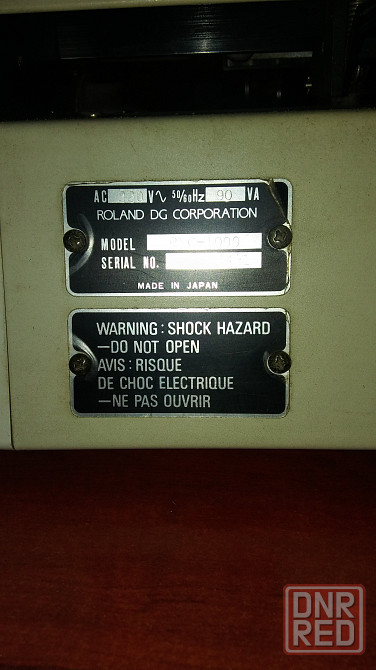 AC V∿ 50/60Hz 90 VA
ROLAND DG CORPORATION
MODEL
SERIAL NO.
MADE IN JAPAN
WARNING: SHOCK HAZARD
—DO NOT OPEN
AVIS: RISQUE
DE CHOC ELECTRIQUE
—NE PAS OUVRIR
DNR
RED